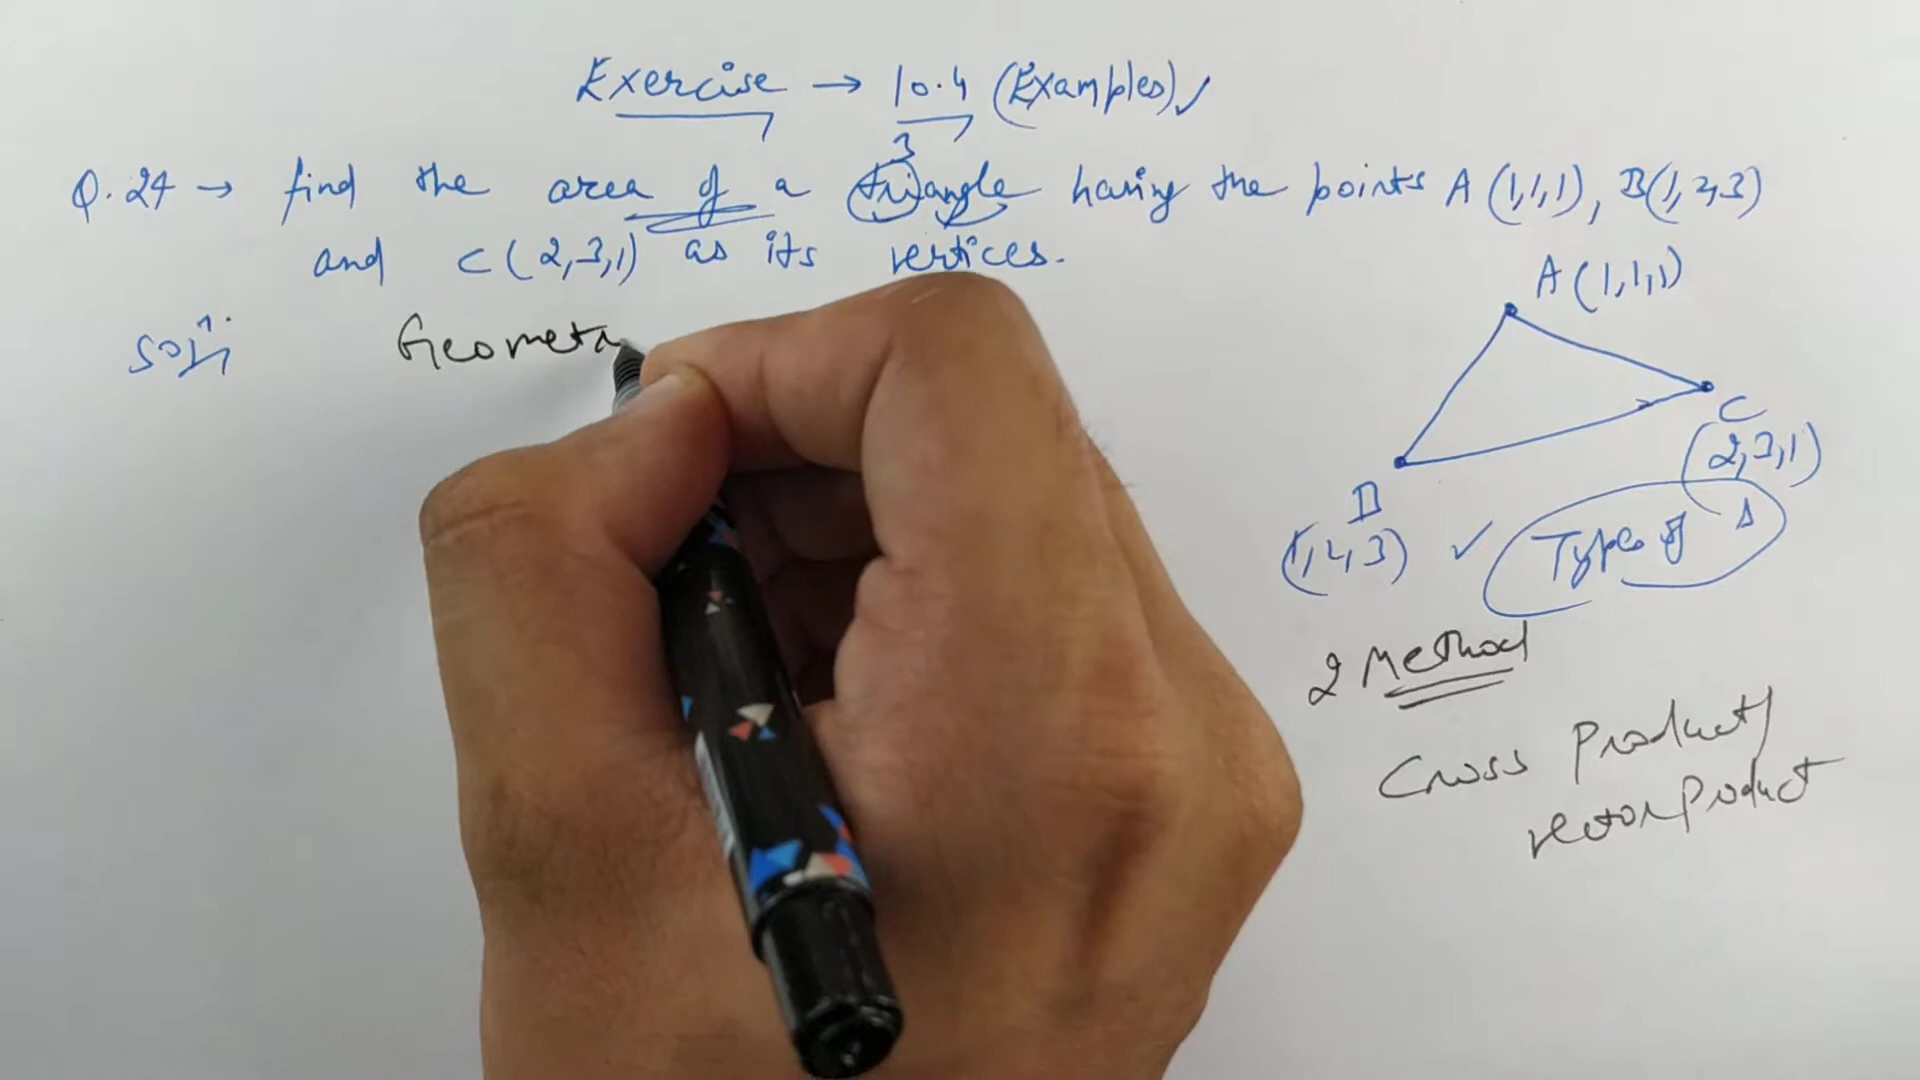 Exercise → 10.4 (Examples) ✓
3
Q.24 → find the area of a triangle having the points A (1,1,1), B(1,2,3)
and C (2,3,1) as its vertices.
A (1,1,1)
Soln.
Geomet
C
(2,3,1)
B
(1,2,3) ✓
Types of Δ
2 Method
Cross Product/
vector Product